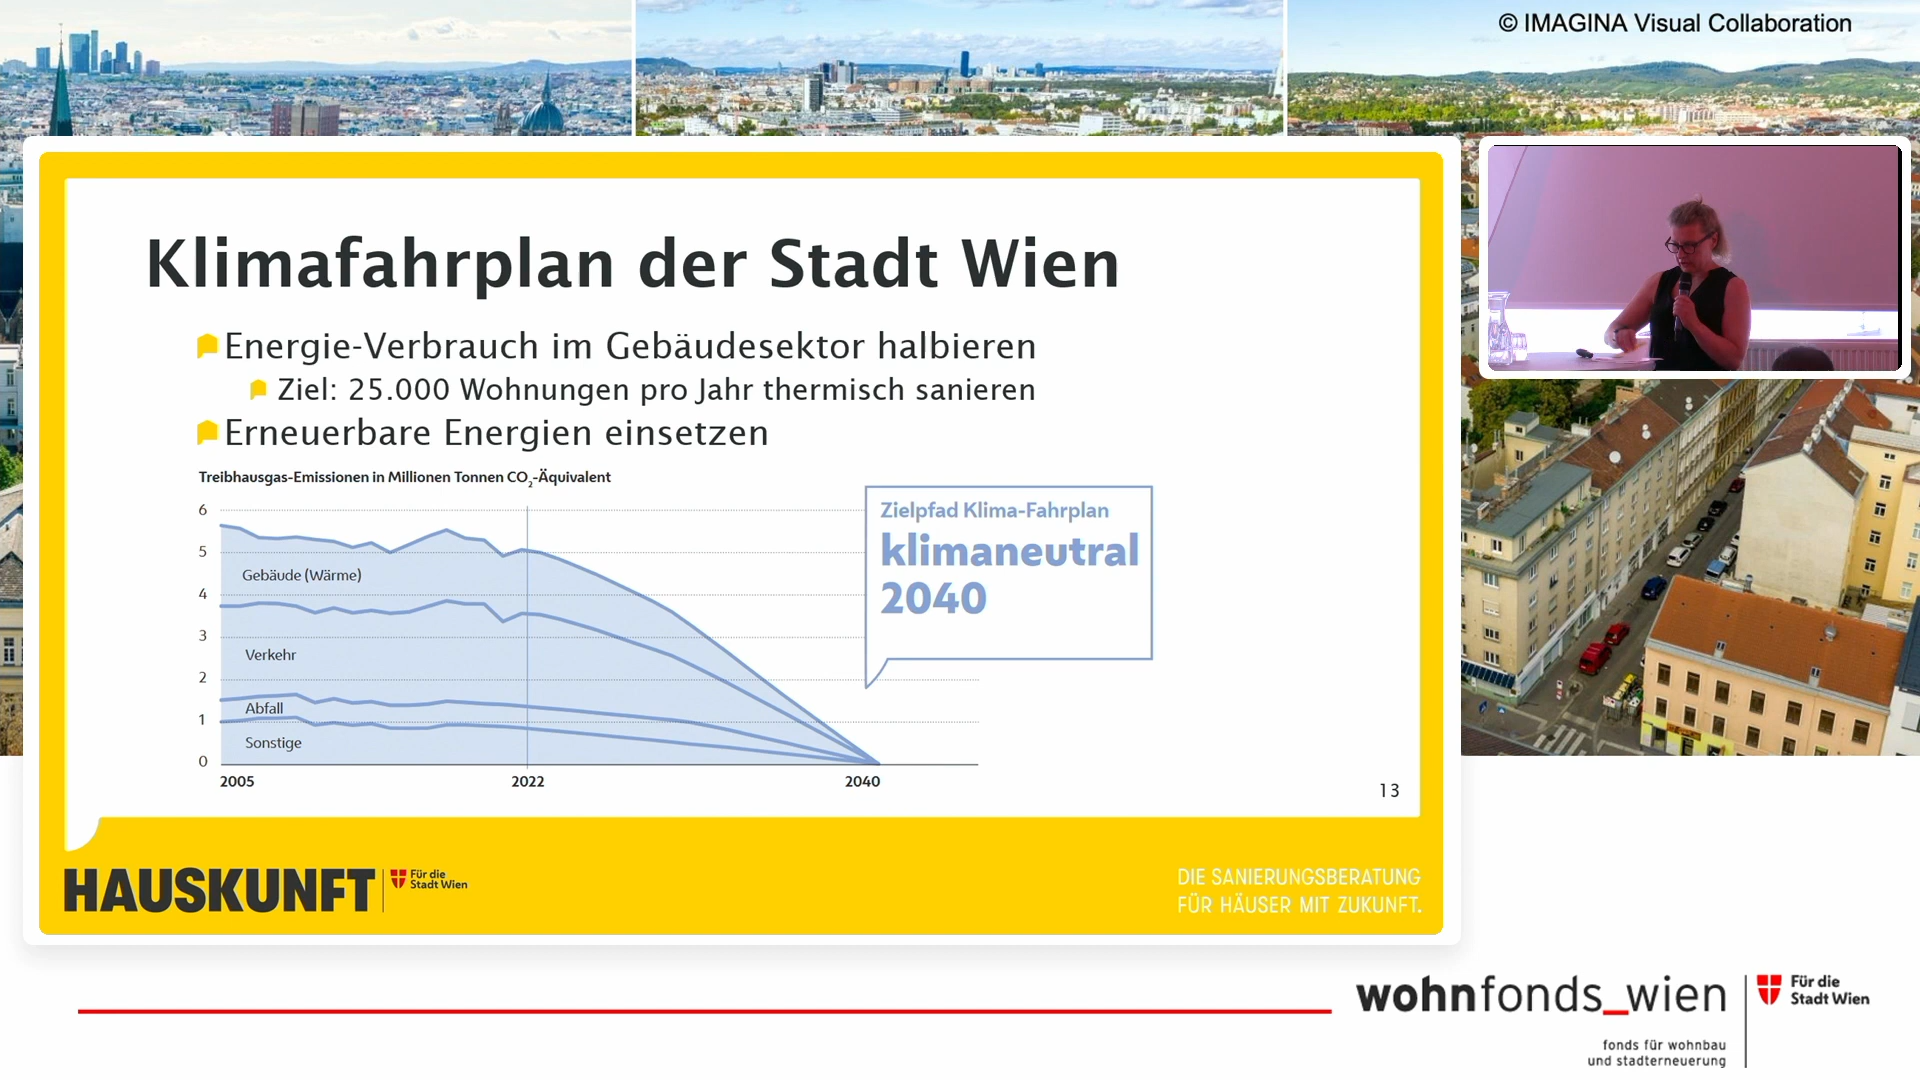 © IMAGINA Visual Collaboration
Klimafahrplan der Stadt Wien
Energie-Verbrauch im Gebäudesektor halbieren
Ziel: 25.000 Wohnungen pro Jahr thermisch sanieren
Erneuerbare Energien einsetzen
Treibhausgas-Emissionen in Millionen Tonnen CO₂-Äquivalent
6
5
4
3
2
1
0
Gebäude (Wärme)
Verkehr
Abfall
Sonstige
2005 2022 2040
Zielpfad Klima-Fahrplan
klimaneutral
2040
13
HAUSKUNFT
Für die
Stadt Wien
DIE SANIERUNGSBERATUNG
FÜR HÄUSER MIT ZUKUNFT.
wohnfonds_wien
fonds für wohnbau
und stadterneuerung
Für die
Stadt Wien